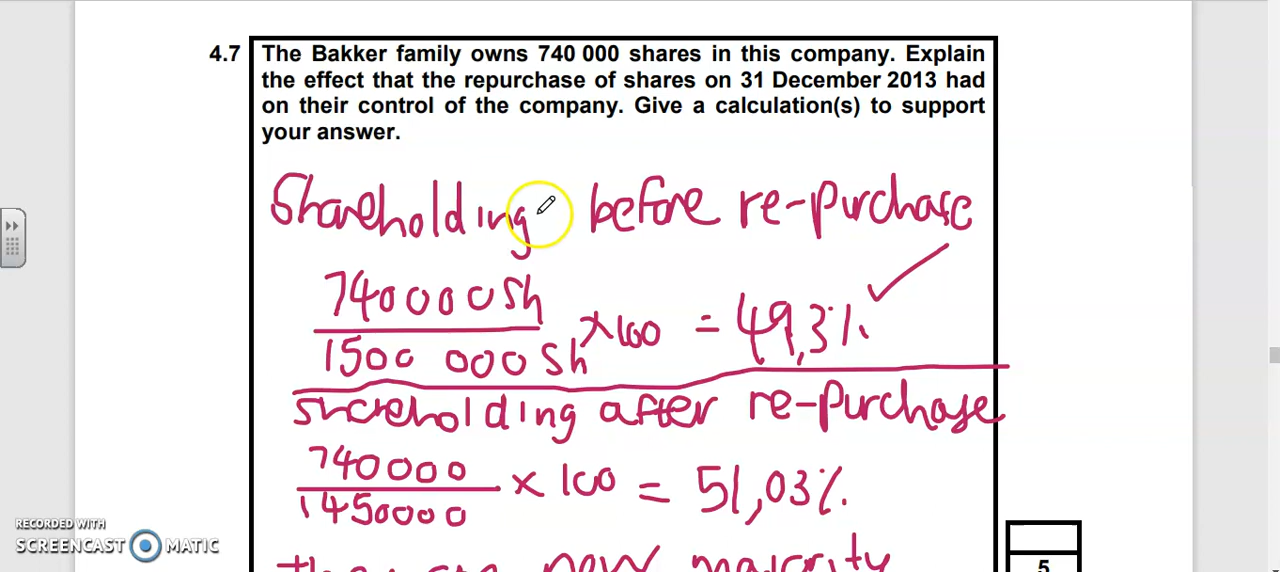 4.7 The Bakker family owns 740 000 shares in this company. Explain
the effect that the repurchase of shares on 31 December 2013 had
on their control of the company. Give a calculation(s) to support
your answer.
Shareholding before re-purchase
740000sh
1500 000sh ×100 = 49,3%
shareholding after re-purchase
740000
1450000 × 100 = 51,03%
RECORDED WITH
SCREENCAST MATIC
now majority
5